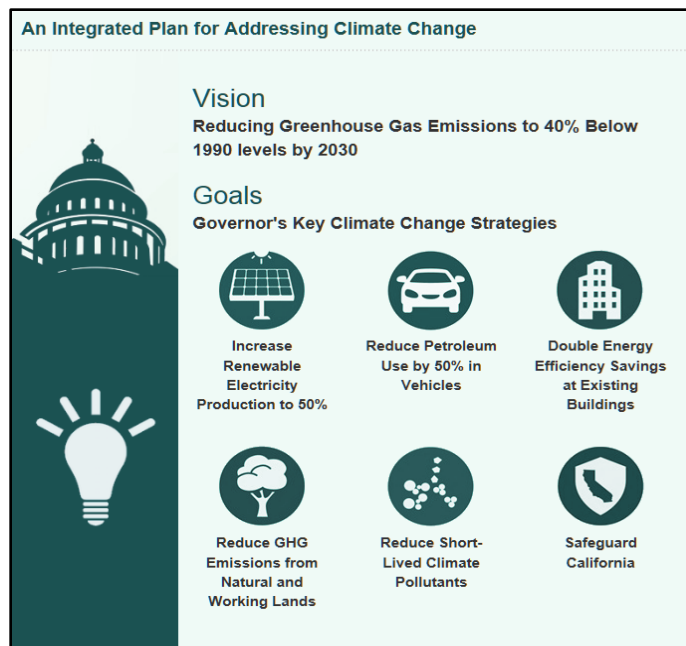 An Integrated Plan for Addressing Climate Change
Vision
Reducing Greenhouse Gas Emissions to 40% Below
1990 levels by 2030
Goals
Governor's Key Climate Change Strategies
Increase
Renewable
Electricity
Production to 50%
Reduce Petroleum
Use by 50% in
Vehicles
Double Energy
Efficiency Savings
at Existing
Buildings
Reduce GHG
Emissions from
Natural and
Working Lands
Reduce Short-
Lived Climate
Pollutants
Safeguard
California